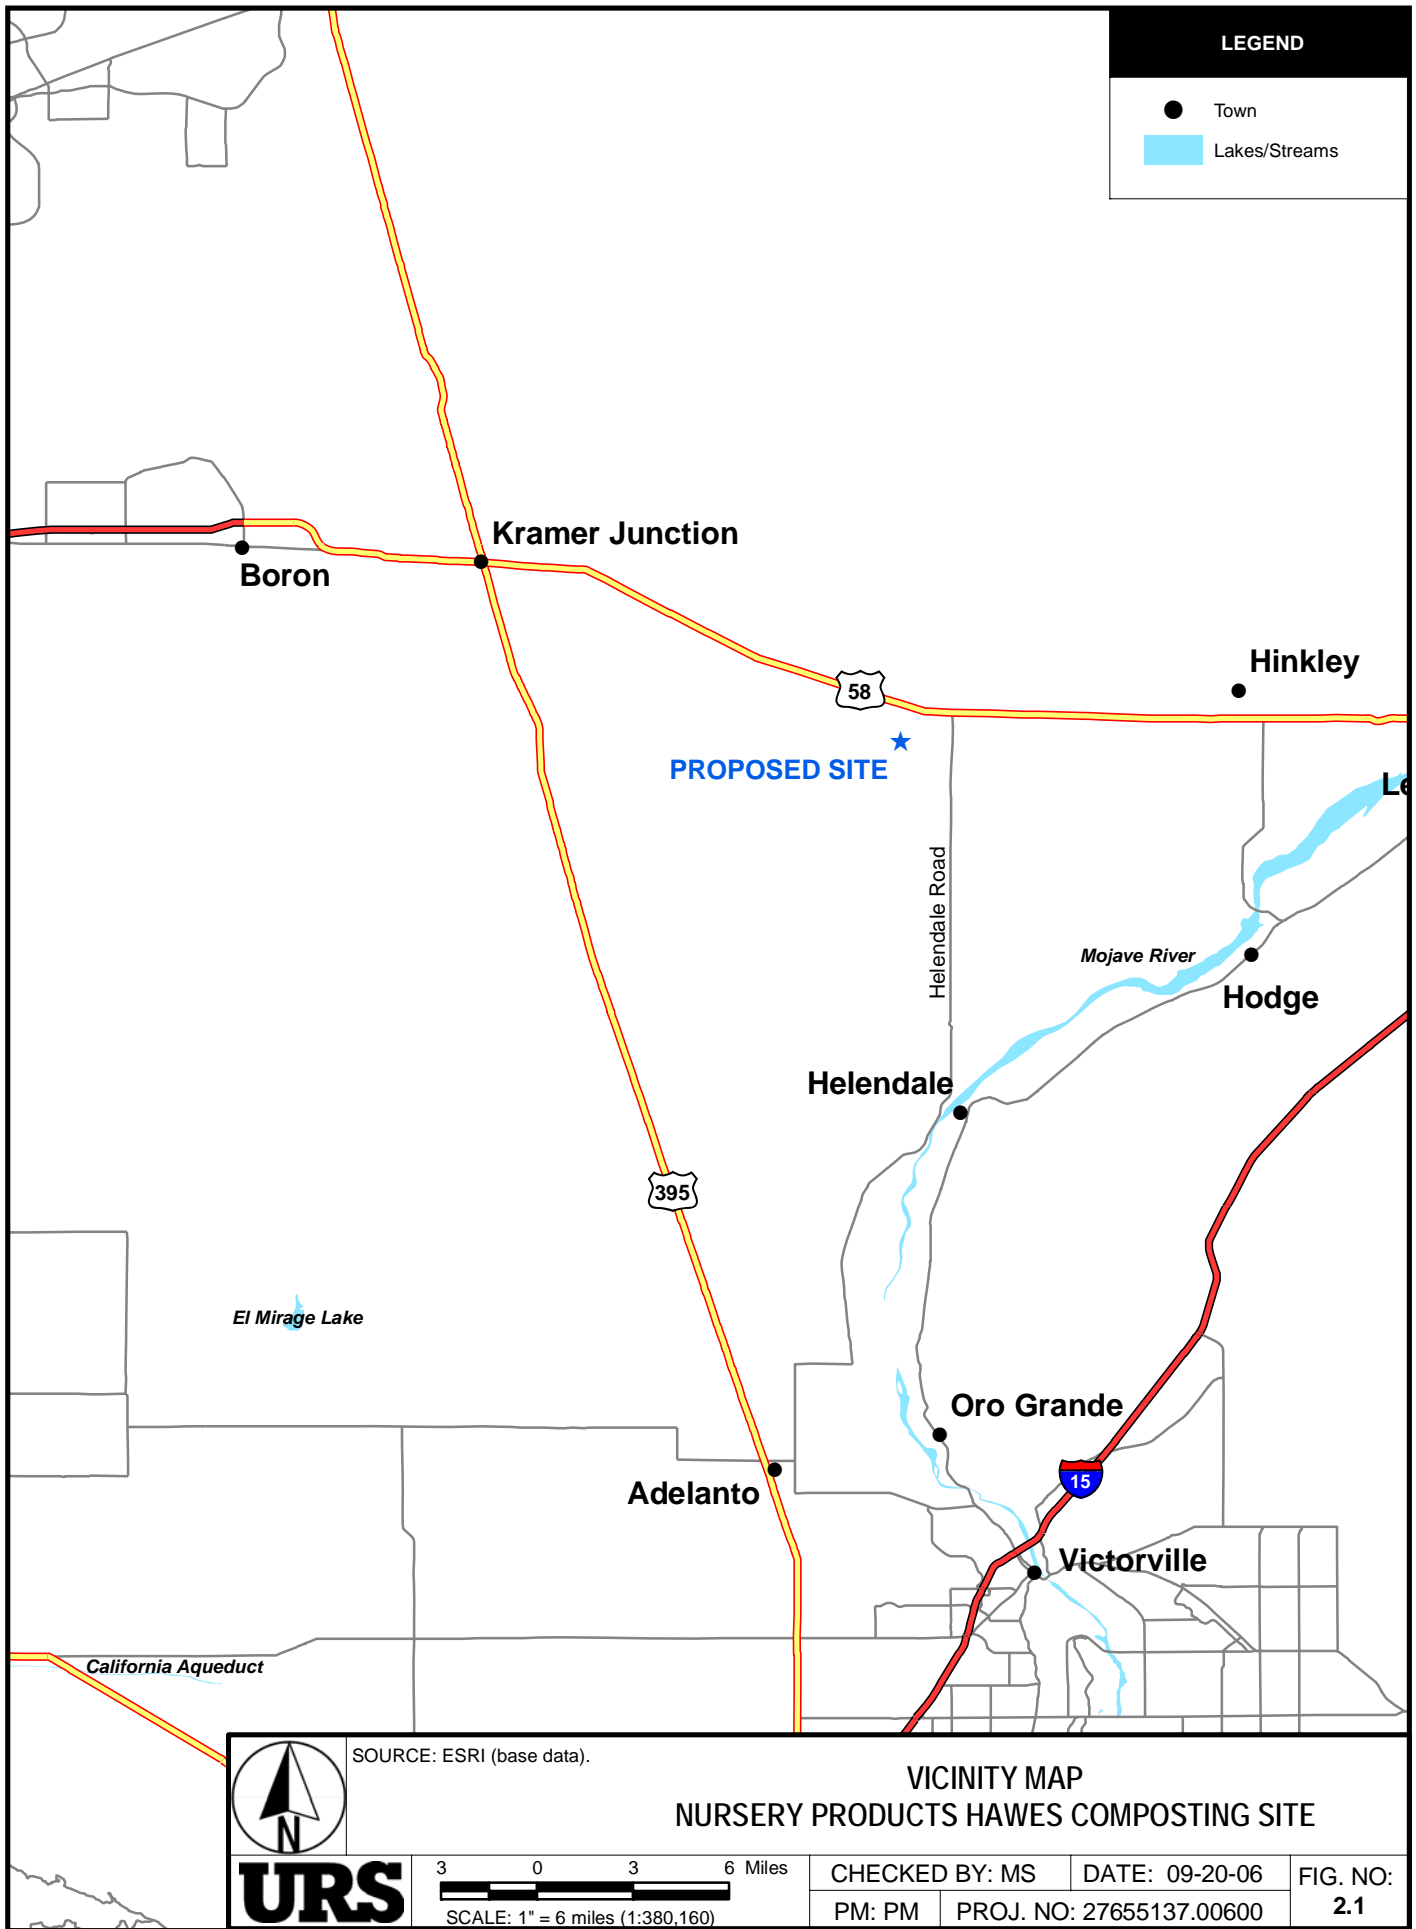 LEGEND
Town
Lakes/Streams
Kramer Junction
Boron
Hinkley
58
PROPOSED SITE
Le
Helendale Road
Mojave River
Hodge
Helendale
395
El Mirage Lake
Oro Grande
15
Adelanto
Victorville
California Aqueduct
SOURCE: ESRI (base data).
VICINITY MAP
NURSERY PRODUCTS HAWES COMPOSTING SITE
N
URS
3 0 3 6 Miles
SCALE: 1" = 6 miles (1:380,160)
CHECKED BY: MS
DATE: 09-20-06
FIG. NO:
2.1
PM: PM
PROJ. NO: 27655137.00600